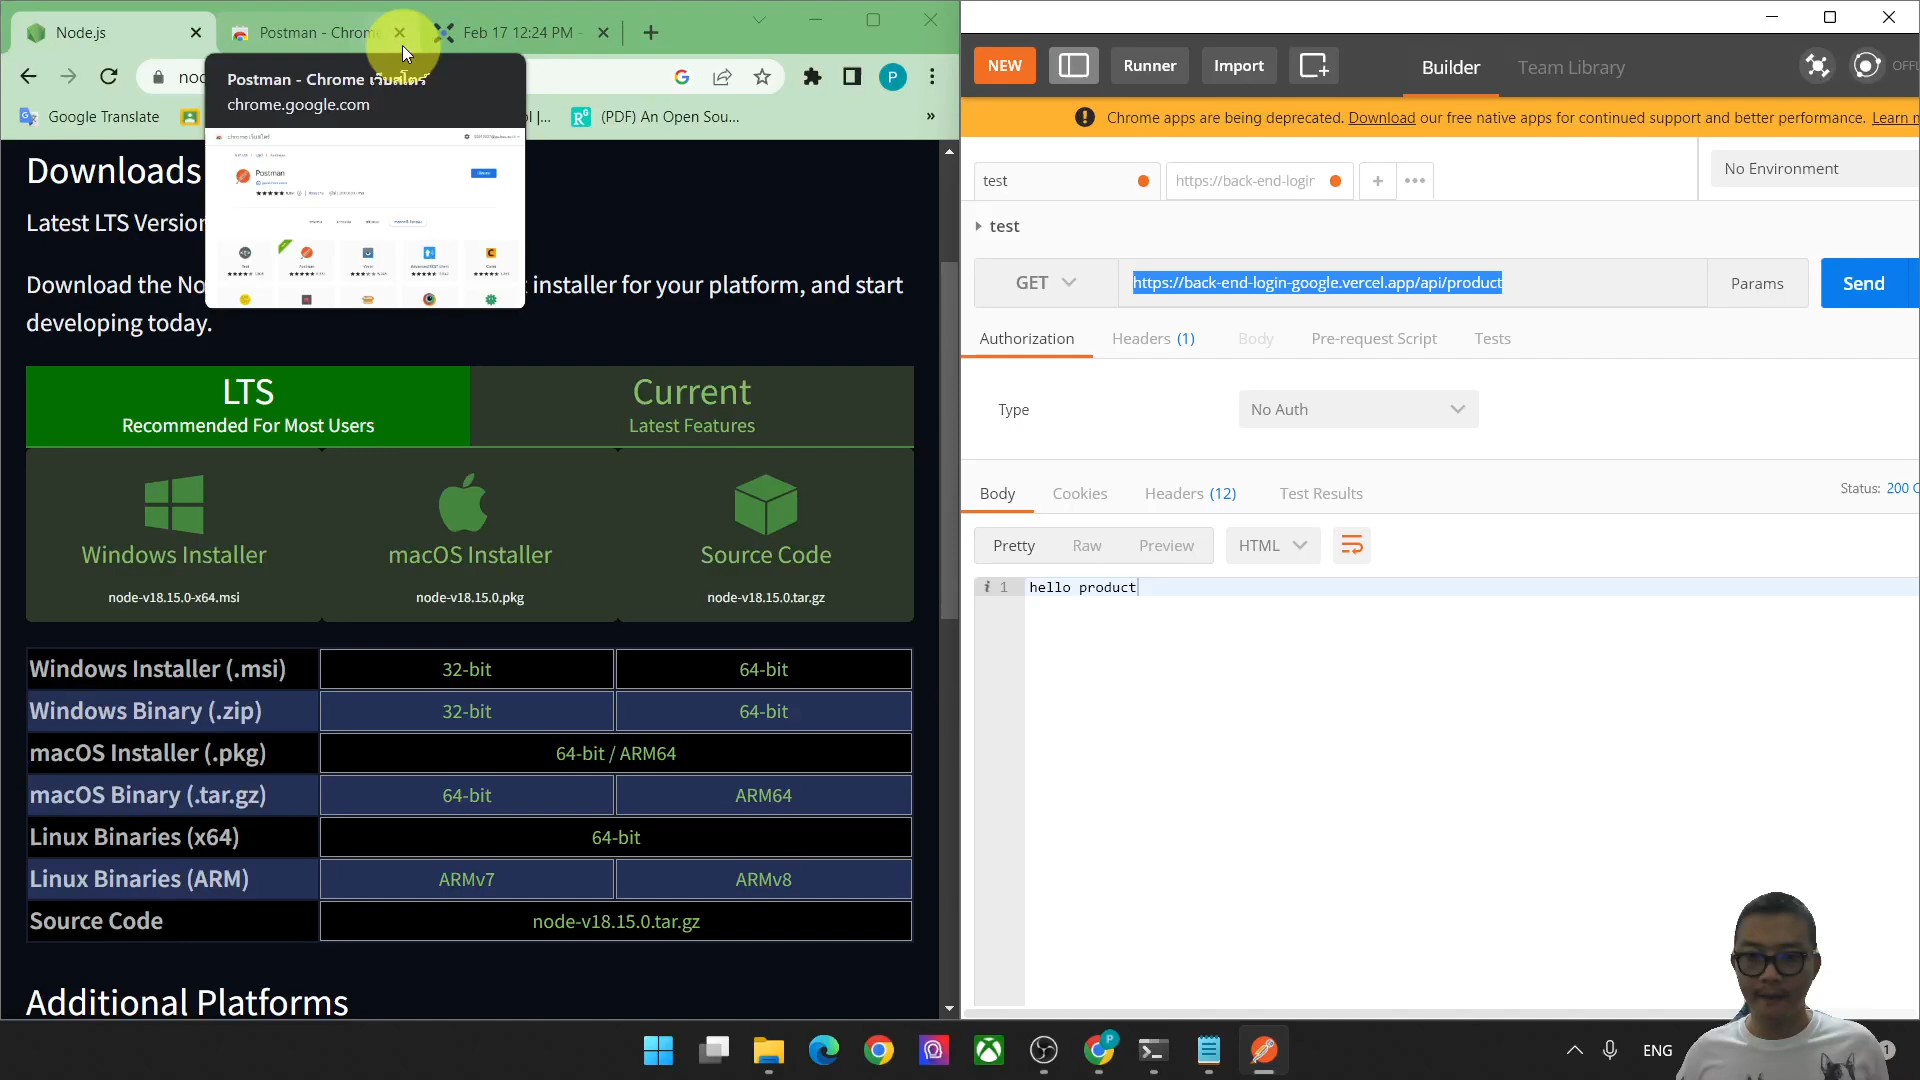 Node.js
Postman - Chrom
Feb 17 12:24 PM -
Postman - Chrome เว็บสโตร์
chrome.google.com
Google Translate
(PDF) An Open Sou...
»
Postman
Downloads
Latest LTS Version
Download the No
installer for your platform, and start
developing today.
LTS
Recommended For Most Users
Current
Latest Features
Windows Installer
node-v18.15.0-x64.msi
macOS Installer
node-v18.15.0.pkg
Source Code
node-v18.15.0.tar.gz
Windows Installer (.msi) 32-bit 64-bit
Windows Binary (.zip) 32-bit 64-bit
macOS Installer (.pkg) 64-bit / ARM64
macOS Binary (.tar.gz) 64-bit ARM64
Linux Binaries (x64) 64-bit
Linux Binaries (ARM) ARMv7 ARMv8
Source Code node-v18.15.0.tar.gz
Additional Platforms
NEW Runner Import Builder Team Library
Chrome apps are being deprecated. Download our free native apps for continued support and better performance. Learn
test
https://back-end-logir
No Environment
test
GET https://back-end-login-google.vercel.app/api/product Params Send
Authorization Headers (1) Body Pre-request Script Tests
Type No Auth
Body Cookies Headers (12) Test Results Status: 200
Pretty Raw Preview HTML
i 1 hello product
ENG
1